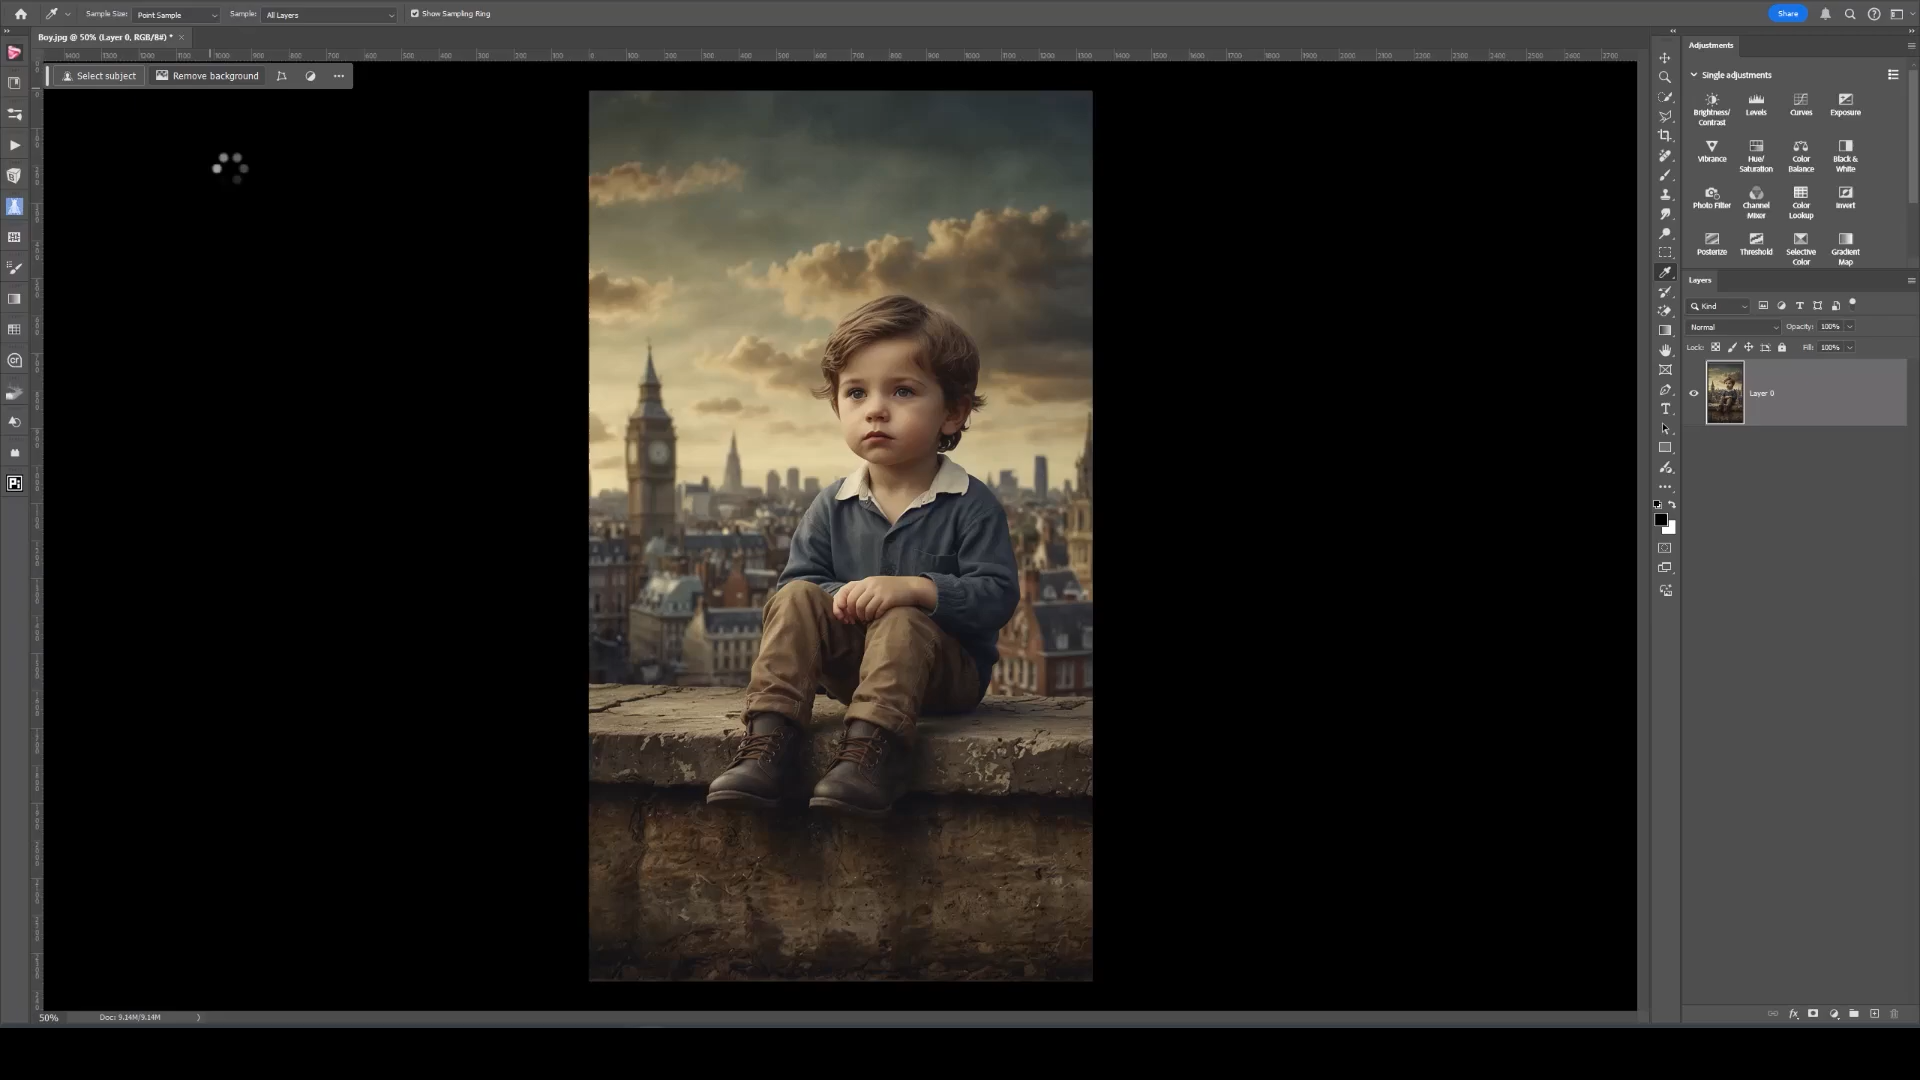 Sample Size: Point Sample Sample: All Layers Show Sampling Ring
Share
Boy.jpg @ 50% (Layer 0, RGB/8#) *
Select subject Remove background
Adjustments
Single adjustments
Brightness/
Contrast
Levels
Curves
Exposure
Vibrance
Hue/
Saturation
Color
Balance
Black &
White
Photo Filter
Channel
Mixer
Color
Lookup
Invert
Posterize
Threshold
Selective
Color
Gradient
Map
Layers
Kind
Normal Opacity: 100%
Lock: Fill: 100%
Layer 0
50% Doc: 9.14M/9.14M